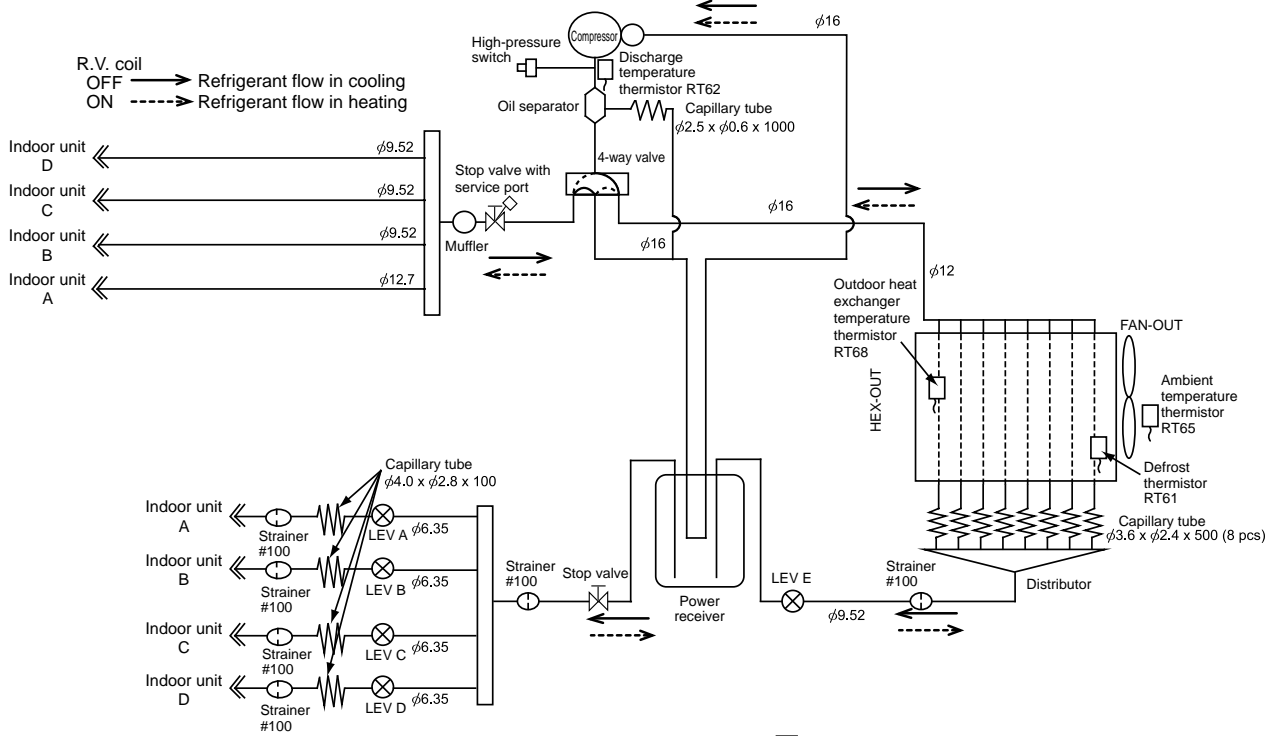 R.V. coil
OFF
Refrigerant flow in cooling
ON
Refrigerant flow in heating
Compressor
High-pressure
switch
Discharge
temperature
thermistor RT62
ϕ16
Oil separator
Capillary tube
ϕ2.5 x ϕ0.6 x 1000
4-way valve
Stop valve with
service port
Muffler
ϕ16
ϕ16
ϕ12
Indoor unit
D
ϕ9.52
Indoor unit
C
ϕ9.52
Indoor unit
B
ϕ9.52
Indoor unit
A
ϕ12.7
Outdoor heat
exchanger
temperature
thermistor
RT68
FAN-OUT
HEX-OUT
Ambient
temperature
thermistor
RT65
Defrost
thermistor
RT61
Capillary tube
ϕ3.6 x ϕ2.4 x 500 (8 pcs)
Distributor
Capillary tube
ϕ4.0 x ϕ2.8 x 100
Indoor unit
A
Strainer
#100
LEV A
ϕ6.35
Indoor unit
B
Strainer
#100
LEV B
ϕ6.35
Indoor unit
C
Strainer
#100
LEV C
ϕ6.35
Indoor unit
D
Strainer
#100
LEV D
ϕ6.35
Strainer
#100
Stop valve
Power
receiver
LEV E
ϕ9.52
Strainer
#100